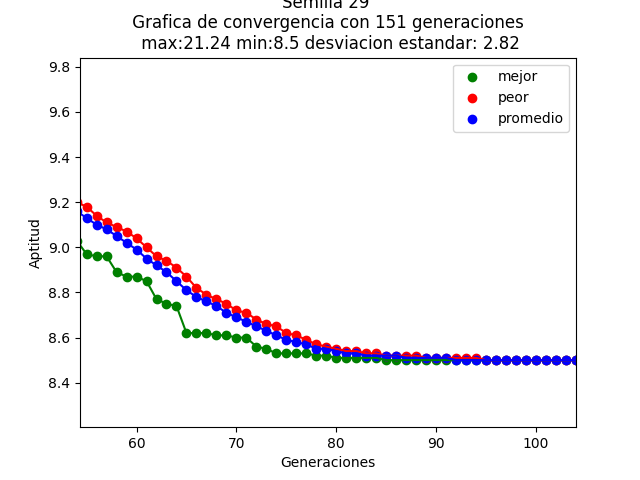 Semilla 29
Grafica de convergencia con 151 generaciones
max:21.24 min:8.5 desviacion estandar: 2.82
mejor
peor
promedio
Aptitud
9.8
9.6
9.4
9.2
9.0
8.8
8.6
8.4
60 70 80 90 100
Generaciones